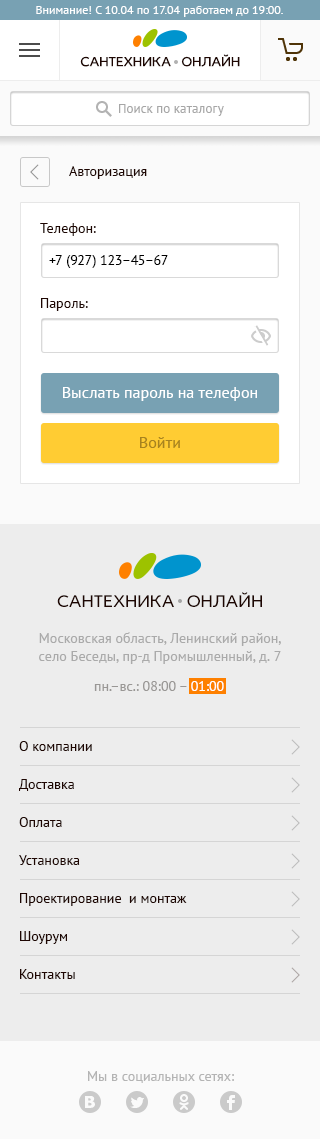 Внимание! С 10.04 по 17.04 работаем до 19:00.
САНТЕХНИКА • ОНЛАЙН
Поиск по каталогу
Авторизация
Телефон:
+7 (927) 123–45–67
Пароль:
Выслать пароль на телефон
Войти
САНТЕХНИКА • ОНЛАЙН
Московская область, Ленинский район,
село Беседы, пр-д Промышленный, д. 7
пн.–вс.: 08:00 – 01:00
О компании
Доставка
Оплата
Установка
Проектирование и монтаж
Шоурум
Контакты
Мы в социальных сетях: